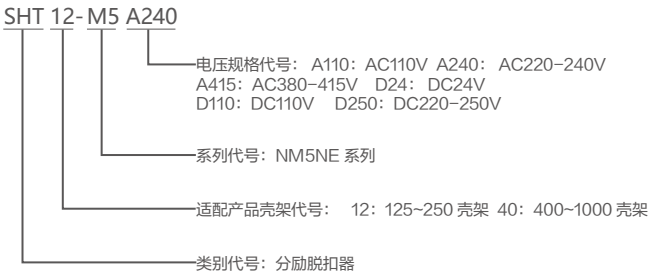 SHT 12-M5 A240
电压规格代号： A110：AC110V A240： AC220-240V
A415：AC380-415V D24：DC24V
D110：DC110V D250：DC220-250V
系列代号：NM5NE 系列
适配产品壳架代号： 12：125~250 壳架 40：400~1000 壳架
类别代号：分励脱扣器